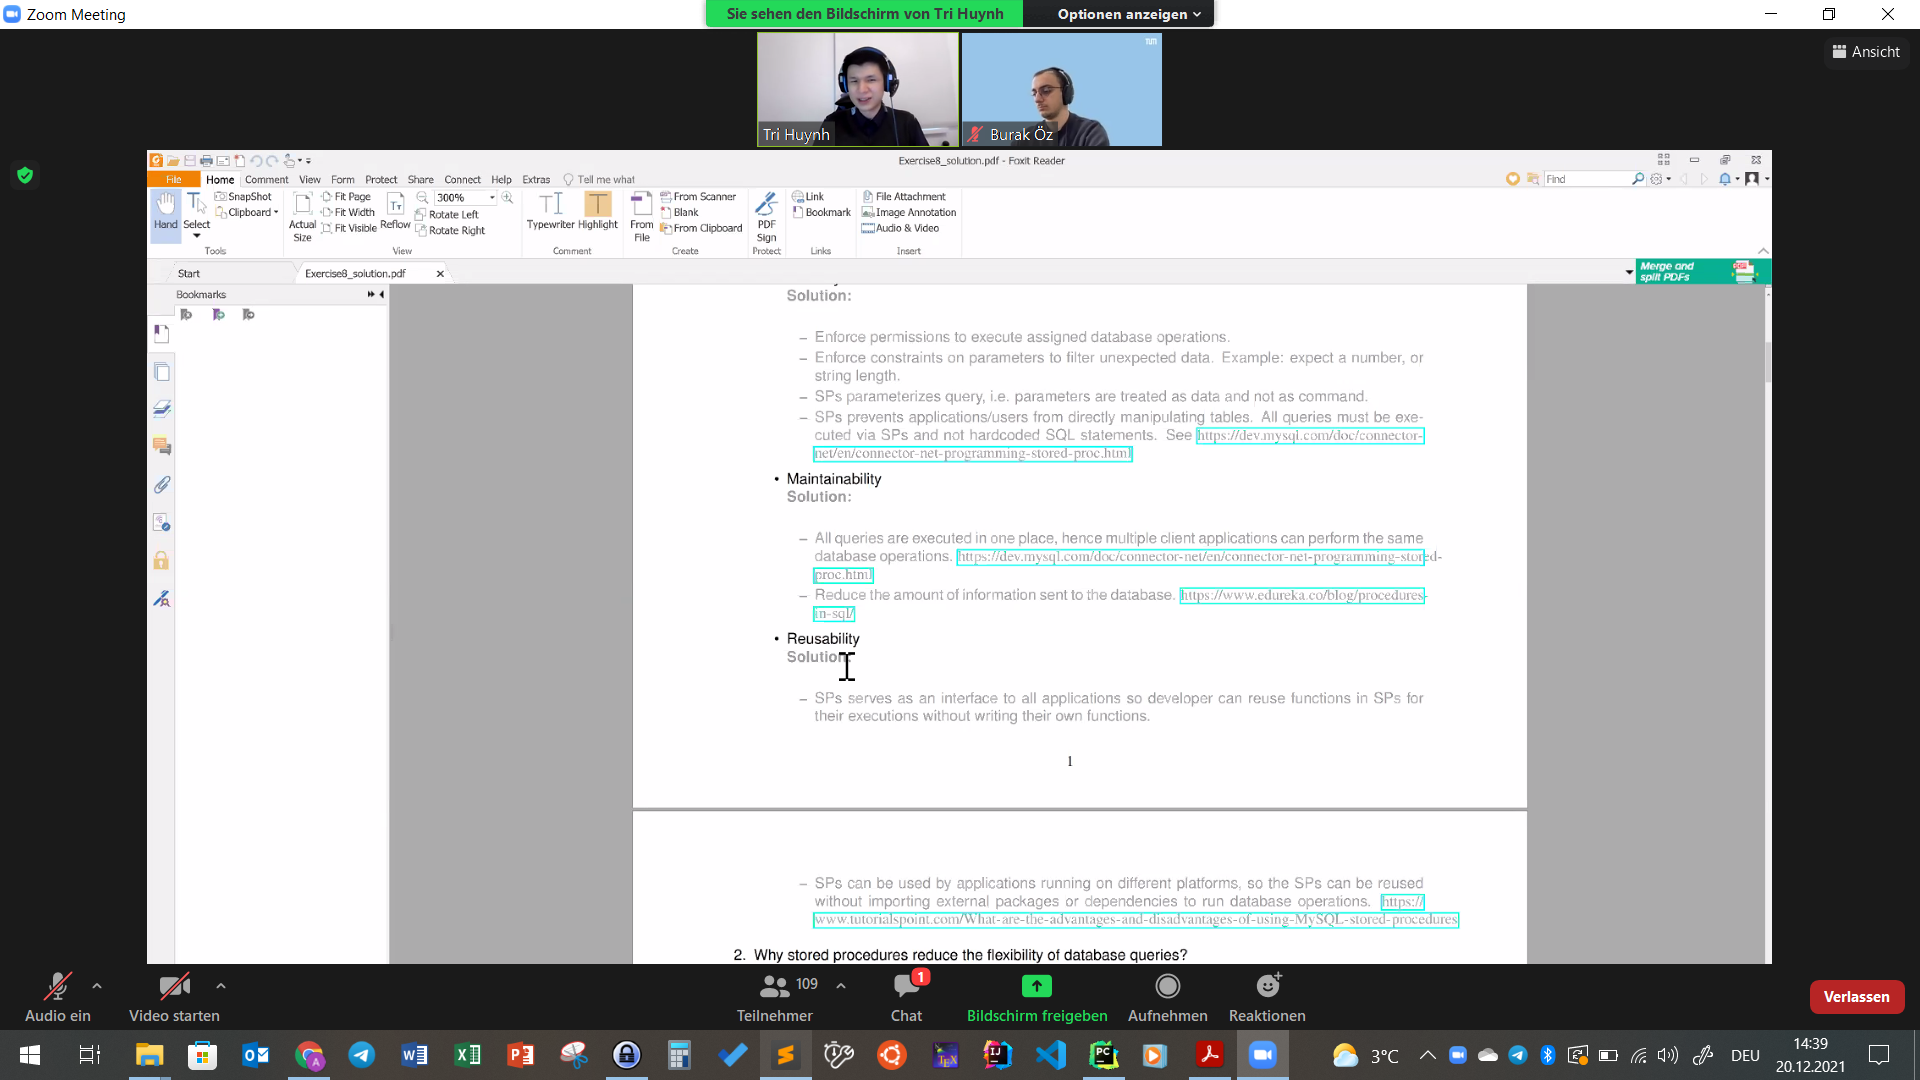 Zoom Meeting
Sie sehen den Bildschirm von Tri Huynh
Optionen anzeigen
Ansicht
TUM
Tri Huynh
Burak Öz
Exercise8_solution.pdf - Foxit Reader
File Home Comment View Form Protect Share Connect Help Extras Tell me what
Find
Hand
Select
SnapShot
Clipboard
Tools
Actual Size
Fit Page
Fit Width
Fit Visible
Reflow
300%
Rotate Left
Rotate Right
View
Typewriter
Highlight
Comment
From File
From Scanner
Blank
From Clipboard
Create
PDF Sign
Protect
Link
Bookmark
Links
File Attachment
Image Annotation
Audio & Video
Insert
Start
Exercise8_solution.pdf
Merge and
split PDFs
Bookmarks
Solution:
– Enforce permissions to execute assigned database operations.
– Enforce constraints on parameters to filter unexpected data. Example: expect a number, or
string length.
– SPs parameterizes query, i.e. parameters are treated as data and not as command.
– SPs prevents applications/users from directly manipulating tables. All queries must be exe-
cuted via SPs and not hardcoded SQL statements. See https://dev.mysql.com/doc/connector-
net/en/connector-net-programming-stored-proc.html
• Maintainability
Solution:
– All queries are executed in one place, hence multiple client applications can perform the same
database operations. https://dev.mysql.com/doc/connector-net/en/connector-net-programming-stored-
proc.html
– Reduce the amount of information sent to the database. https://www.edureka.co/blog/procedures-
in-sql/
• Reusability
Solution:
– SPs serves as an interface to all applications so developer can reuse functions in SPs for
their executions without writing their own functions.
1
– SPs can be used by applications running on different platforms, so the SPs can be reused
without importing external packages or dependencies to run database operations. https://
www.tutorialspoint.com/What-are-the-advantages-and-disadvantages-of-using-MySQL-stored-procedures
2. Why stored procedures reduce the flexibility of database queries?
Audio ein
Video starten
109
Teilnehmer
1
Chat
Bildschirm freigeben
Aufnehmen
Reaktionen
Verlassen
3°C
DEU
14:39
20.12.2021